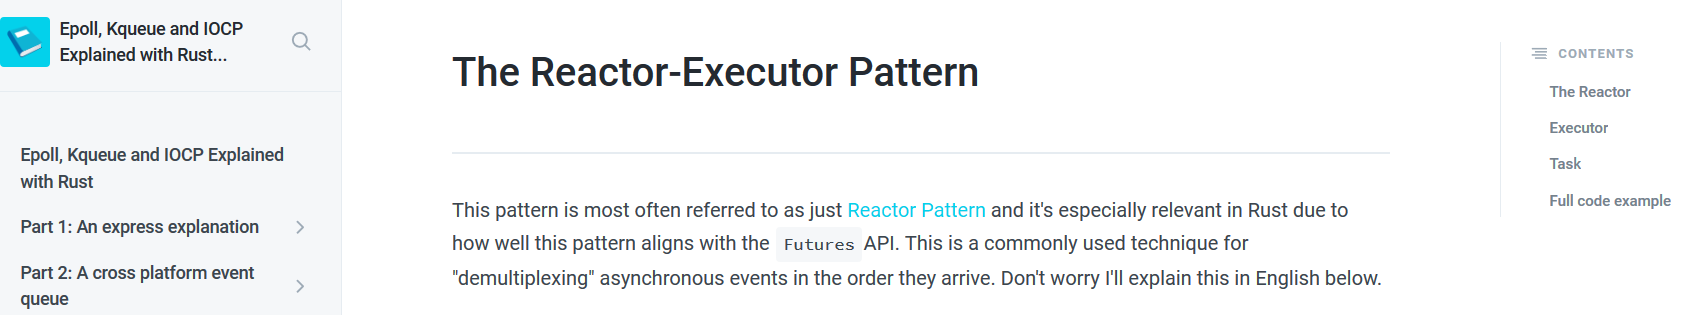 Epoll, Kqueue and IOCP
Explained with Rust...
Epoll, Kqueue and IOCP Explained
with Rust
Part 1: An express explanation
Part 2: A cross platform event
queue
The Reactor-Executor Pattern
This pattern is most often referred to as just Reactor Pattern and it's especially relevant in Rust due to
how well this pattern aligns with the Futures API. This is a commonly used technique for
"demultiplexing" asynchronous events in the order they arrive. Don't worry I'll explain this in English below.
CONTENTS
The Reactor
Executor
Task
Full code example